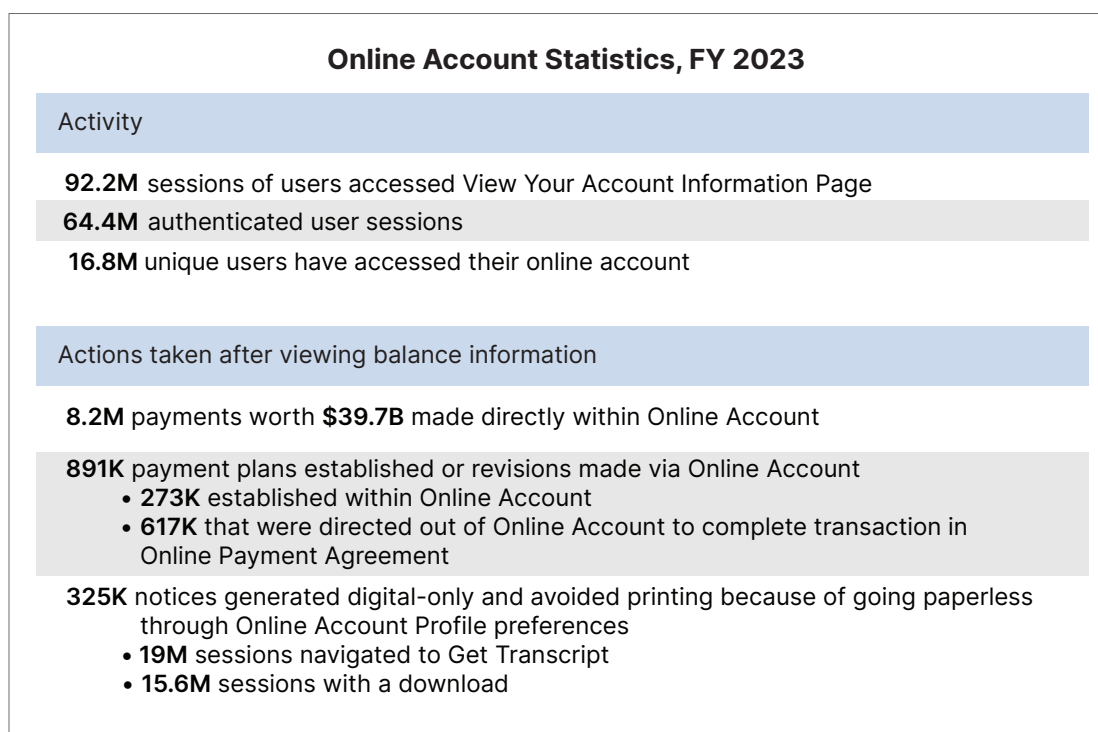 Online Account Statistics, FY 2023
Activity
92.2M sessions of users accessed View Your Account Information Page
64.4M authenticated user sessions
16.8M unique users have accessed their online account
Actions taken after viewing balance information
8.2M payments worth $39.7B made directly within Online Account
891K payment plans established or revisions made via Online Account
• 273K established within Online Account
• 617K that were directed out of Online Account to complete transaction in
Online Payment Agreement
325K notices generated digital-only and avoided printing because of going paperless
through Online Account Profile preferences
• 19M sessions navigated to Get Transcript
• 15.6M sessions with a download